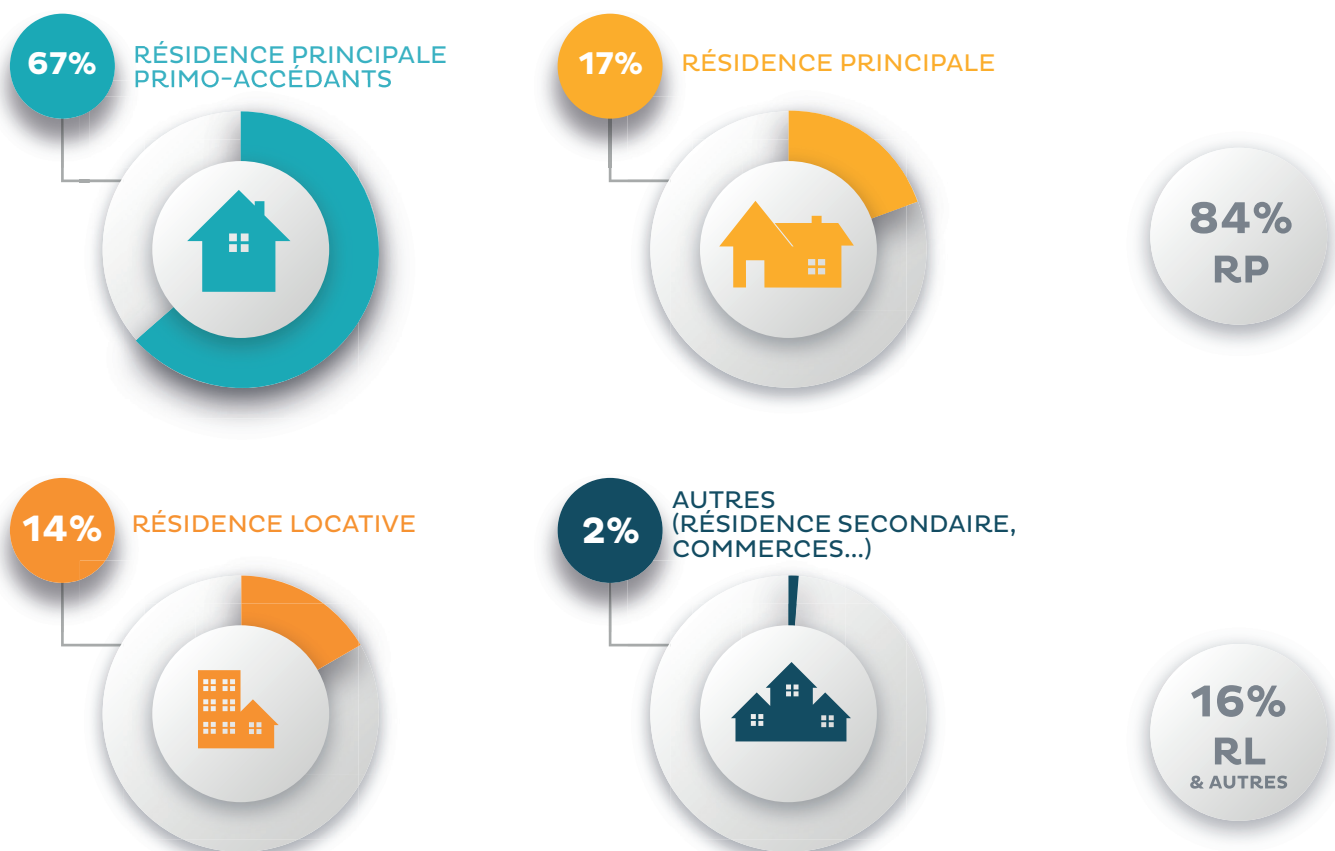 67%
RÉSIDENCE PRINCIPALE
PRIMO-ACCÉDANTS
17%
RÉSIDENCE PRINCIPALE
84%
RP
14%
RÉSIDENCE LOCATIVE
2%
AUTRES
(RÉSIDENCE SECONDAIRE,
COMMERCES...)
16%
RL
& AUTRES